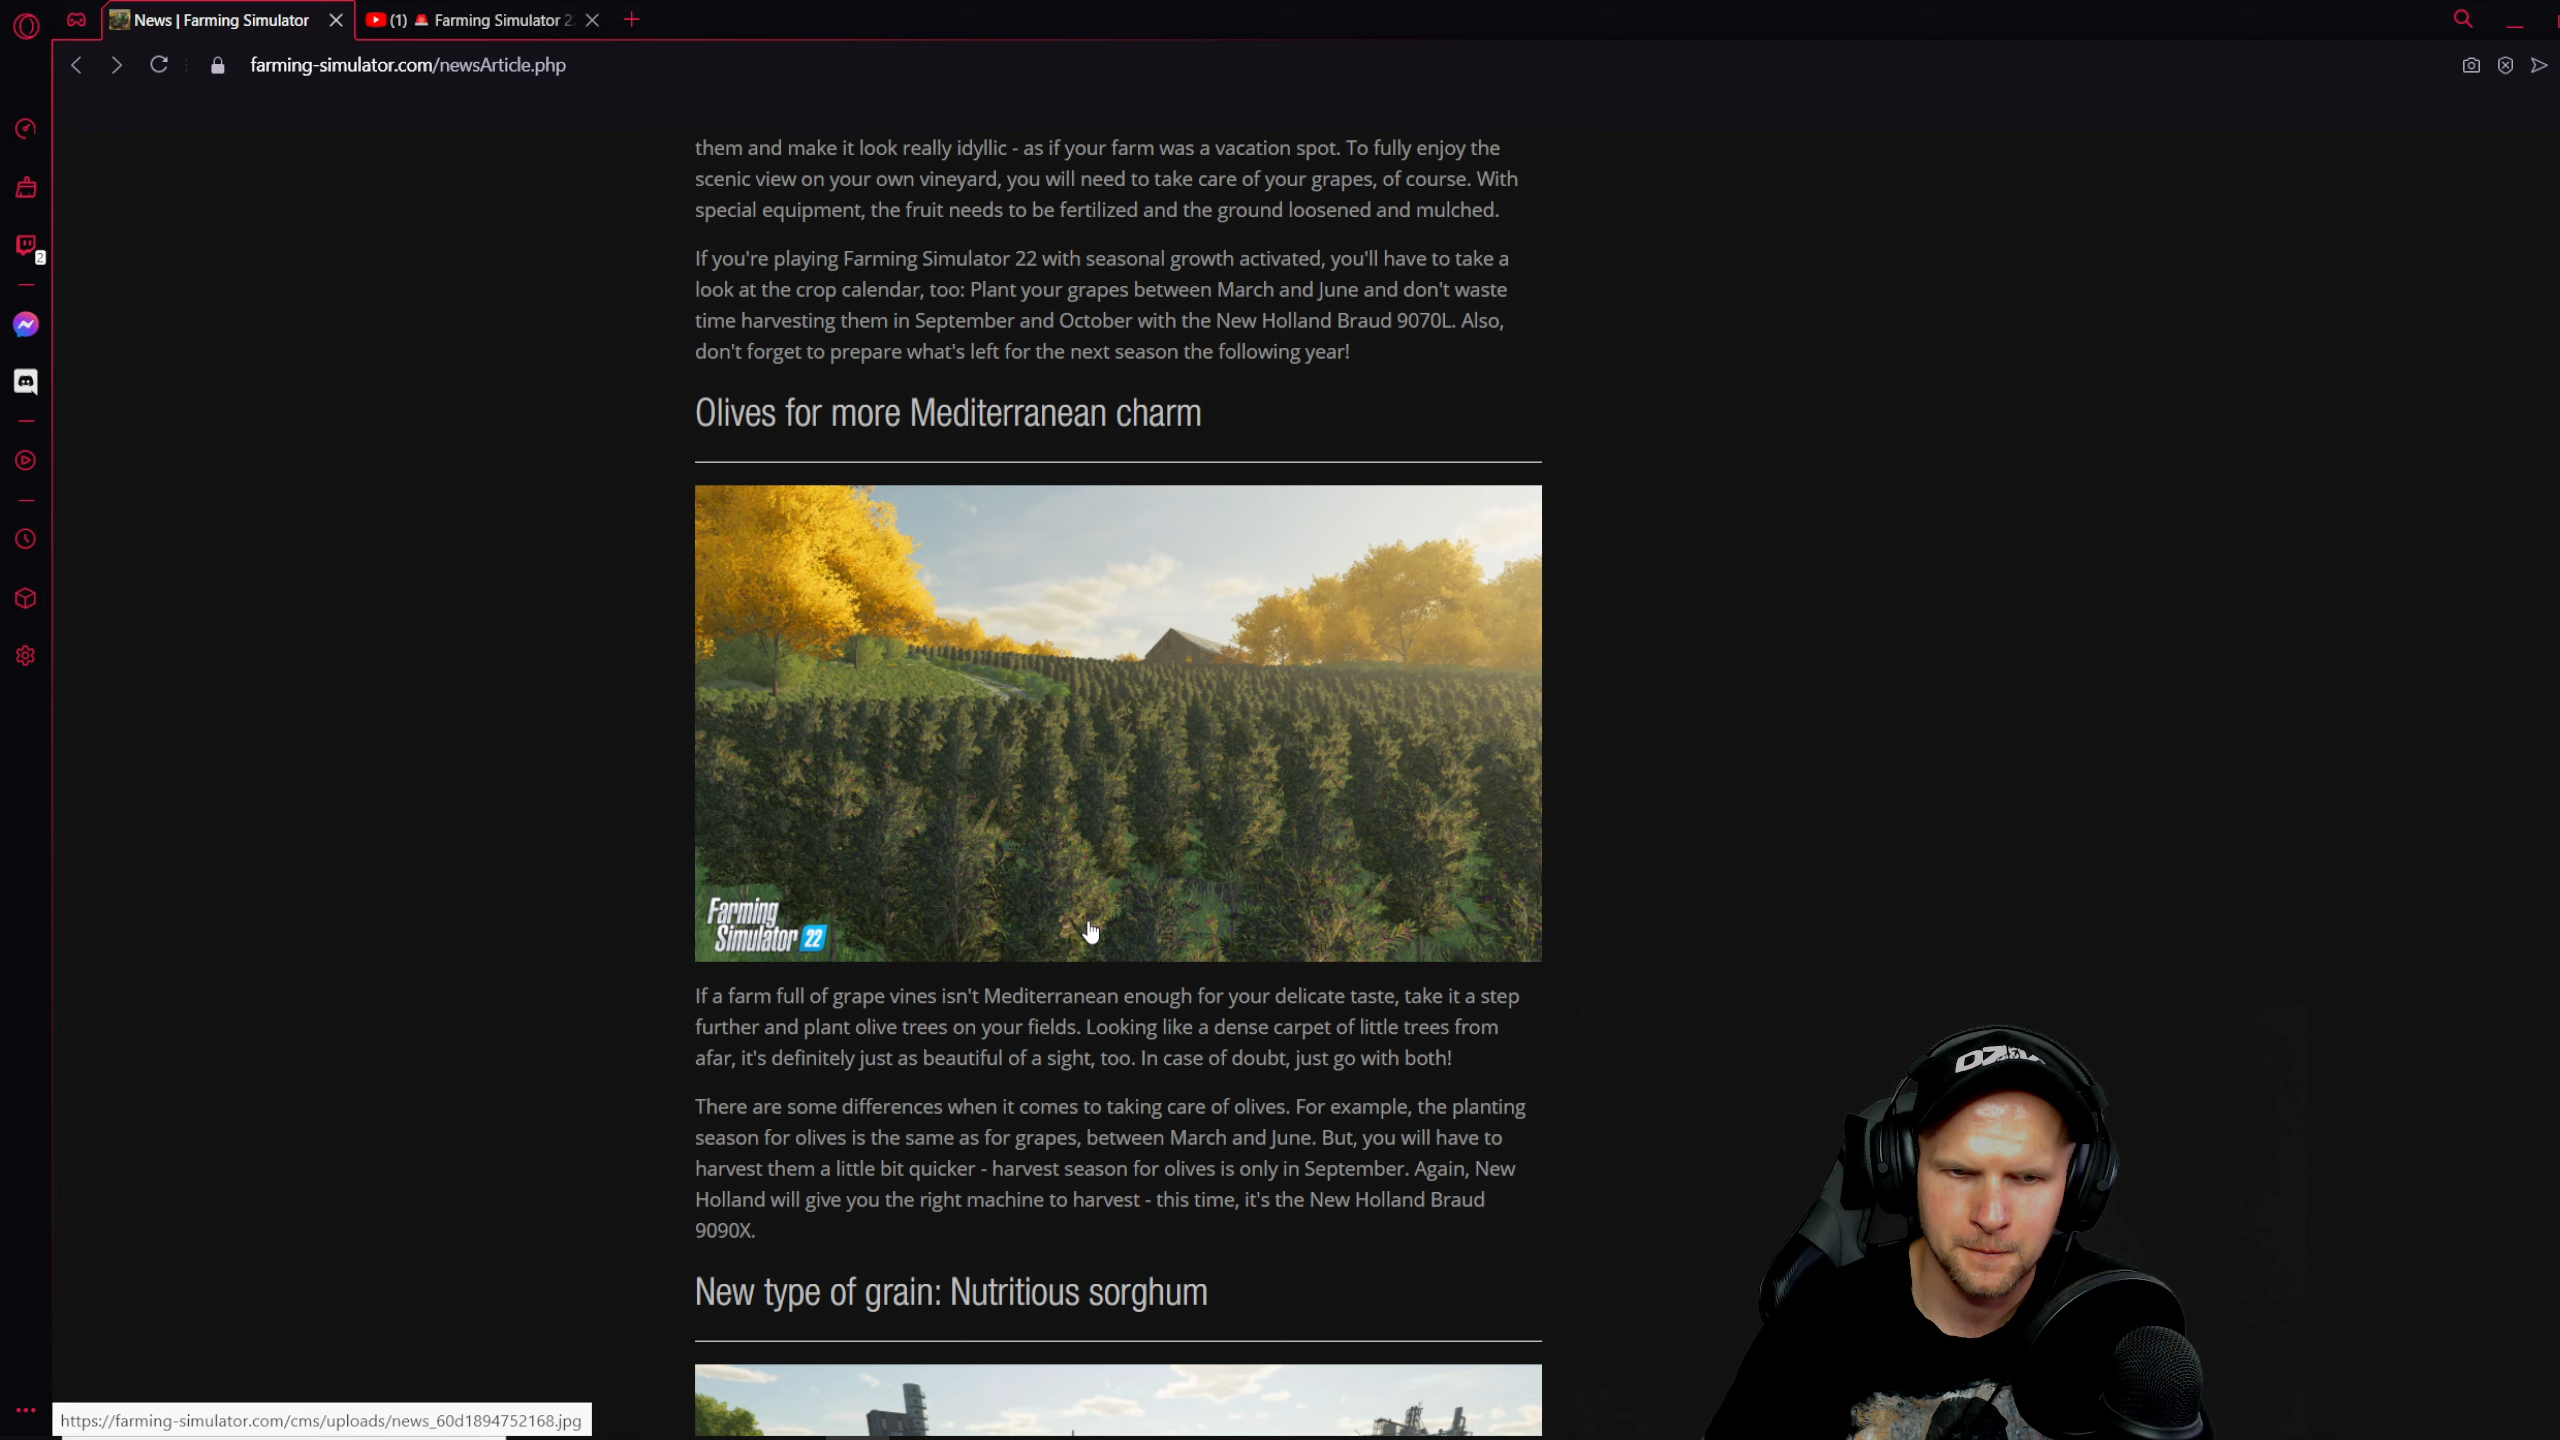 News | Farming Simulator
(1) 🚨 Farming Simulator 2
farming-simulator.com/newsArticle.php
2
them and make it look really idyllic - as if your farm was a vacation spot. To fully enjoy the
scenic view on your own vineyard, you will need to take care of your grapes, of course. With
special equipment, the fruit needs to be fertilized and the ground loosened and mulched.
If you're playing Farming Simulator 22 with seasonal growth activated, you'll have to take a
look at the crop calendar, too: Plant your grapes between March and June and don't waste
time harvesting them in September and October with the New Holland Braud 9070L. Also,
don't forget to prepare what's left for the next season the following year!
Olives for more Mediterranean charm
Farming
Simulator 22
If a farm full of grape vines isn't Mediterranean enough for your delicate taste, take it a step
further and plant olive trees on your fields. Looking like a dense carpet of little trees from
afar, it's definitely just as beautiful of a sight, too. In case of doubt, just go with both!
There are some differences when it comes to taking care of olives. For example, the planting
season for olives is the same as for grapes, between March and June. But, you will have to
harvest them a little bit quicker - harvest season for olives is only in September. Again, New
Holland will give you the right machine to harvest - this time, it's the New Holland Braud
9090X.
New type of grain: Nutritious sorghum
https://farming-simulator.com/cms/uploads/news_60d1894752168.jpg